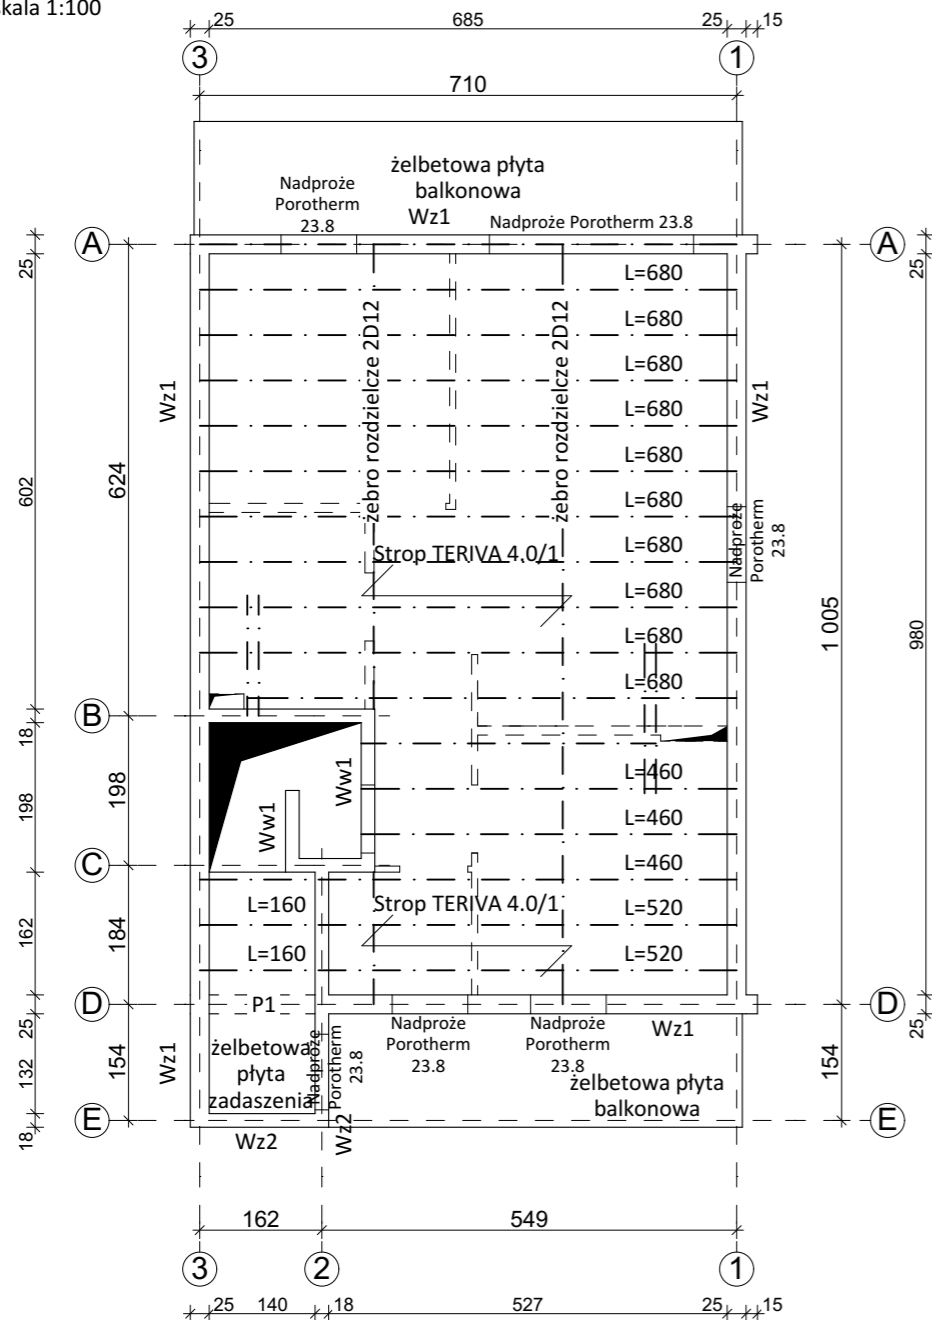 skala 1:100
25
685
25
15
3
1
710
żelbetowa płyta
balkonowa
Nadproże
Porotherm
23.8
Wz1
Nadproże Porotherm 23.8
A
A
25
25
L=680
L=680
L=680
L=680
L=680
L=680
L=680
L=680
L=680
L=680
żebro rozdzielcze 2D12
żebro rozdzielcze 2D12
Wz1
Wz1
602
624
Nadproże
Porotherm
23.8
Strop TERIVA 4.0/1
1 005
980
B
18
198
198
Ww1
Ww1
L=460
L=460
L=460
C
162
184
L=160
L=160
Strop TERIVA 4.0/1
L=520
L=520
D
D
P1
25
25
Nadproże
Porotherm
23.8
Nadproże
Porotherm
23.8
Wz1
Wz1
132
154
154
żelbetowa
płyta
zadaszenia
Nadproże
Porotherm
23.8
żelbetowa płyta
balkonowa
E
E
18
Wz2
Wz2
162
549
3
2
1
25
140
18
527
25
15